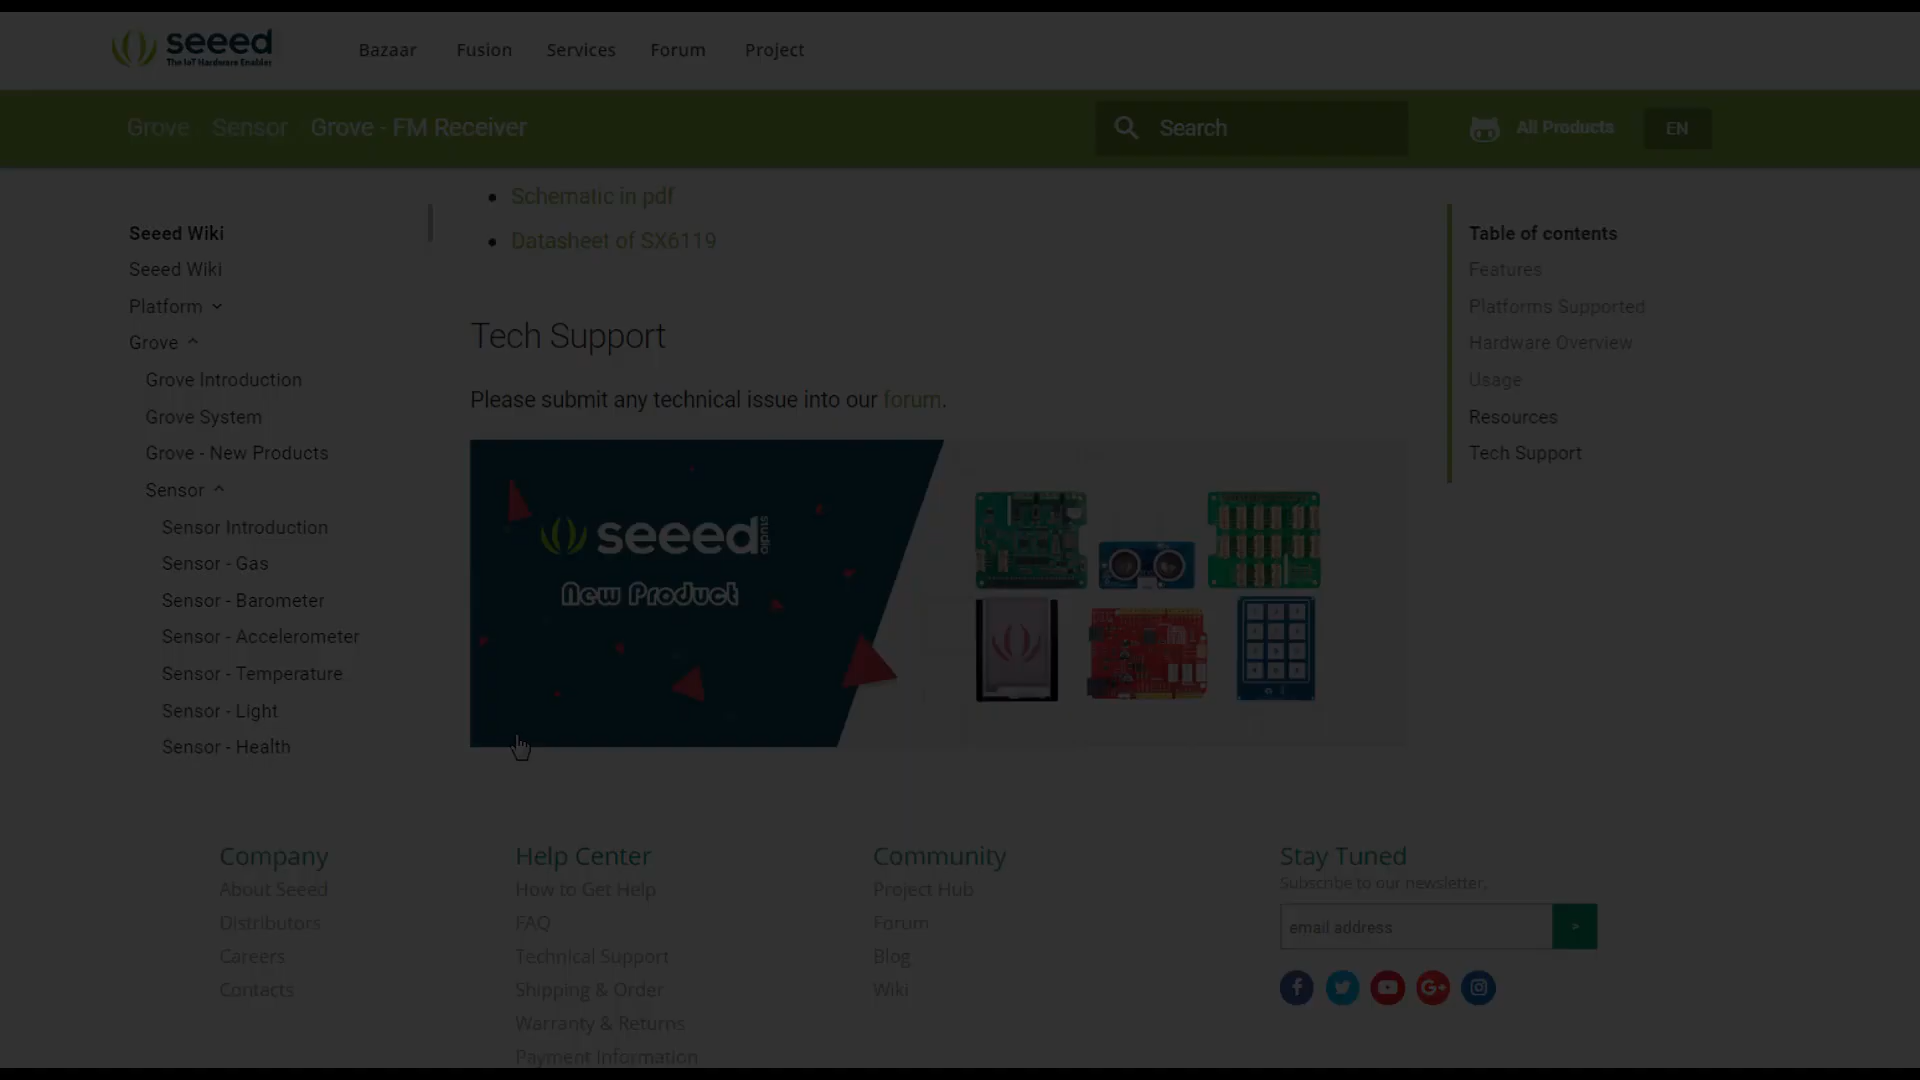 seeed
The IoT Hardware Enabler
Bazaar Fusion Services Forum Project
Grove Sensor Grove - FM Receiver
Search
All Products
EN
Seeed Wiki
Seeed Wiki
Platform
Grove
Grove Introduction
Grove System
Grove - New Products
Sensor
Sensor Introduction
Sensor - Gas
Sensor - Barometer
Sensor - Accelerometer
Sensor - Temperature
Sensor - Light
Sensor - Health
Schematic in pdf
Datasheet of SX6119
Tech Support
Please submit any technical issue into our forum.
seeed studio
New Product
Table of contents
Features
Platforms Supported
Hardware Overview
Usage
Resources
Tech Support
Company
About Seeed
Distributors
Careers
Contacts
Help Center
How to Get Help
FAQ
Technical Support
Shipping & Order
Warranty & Returns
Payment Information
Community
Project Hub
Forum
Blog
Wiki
Stay Tuned
Subscribe to our newsletter.
email address
>